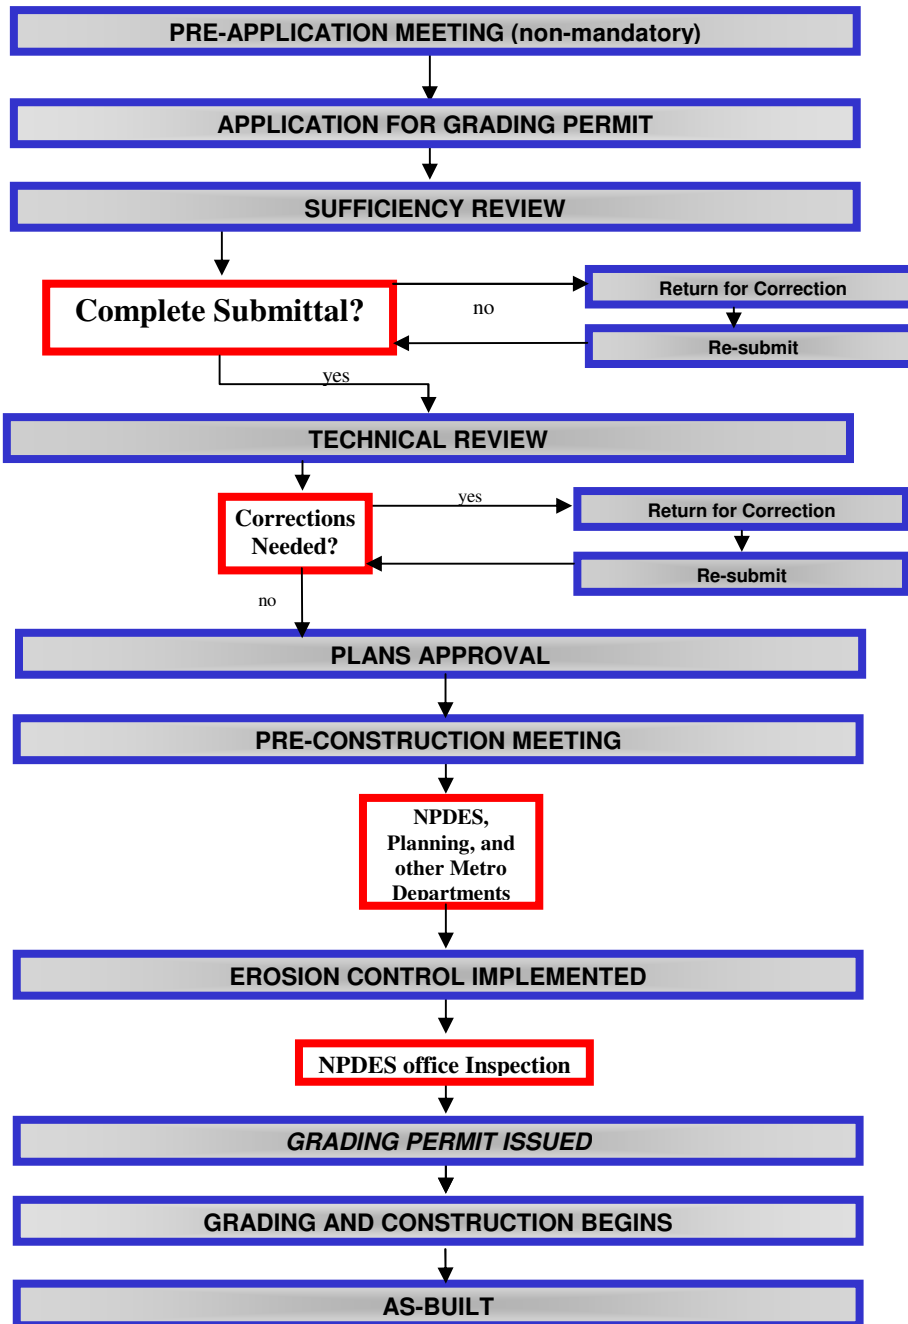 PRE-APPLICATION MEETING (non-mandatory)
APPLICATION FOR GRADING PERMIT
SUFFICIENCY REVIEW
Complete Submittal?
no
Return for Correction
Re-submit
yes
TECHNICAL REVIEW
Corrections
Needed?
yes
Return for Correction
Re-submit
no
PLANS APPROVAL
PRE-CONSTRUCTION MEETING
NPDES,
Planning, and
other Metro
Departments
EROSION CONTROL IMPLEMENTED
NPDES office Inspection
GRADING PERMIT ISSUED
GRADING AND CONSTRUCTION BEGINS
AS-BUILT